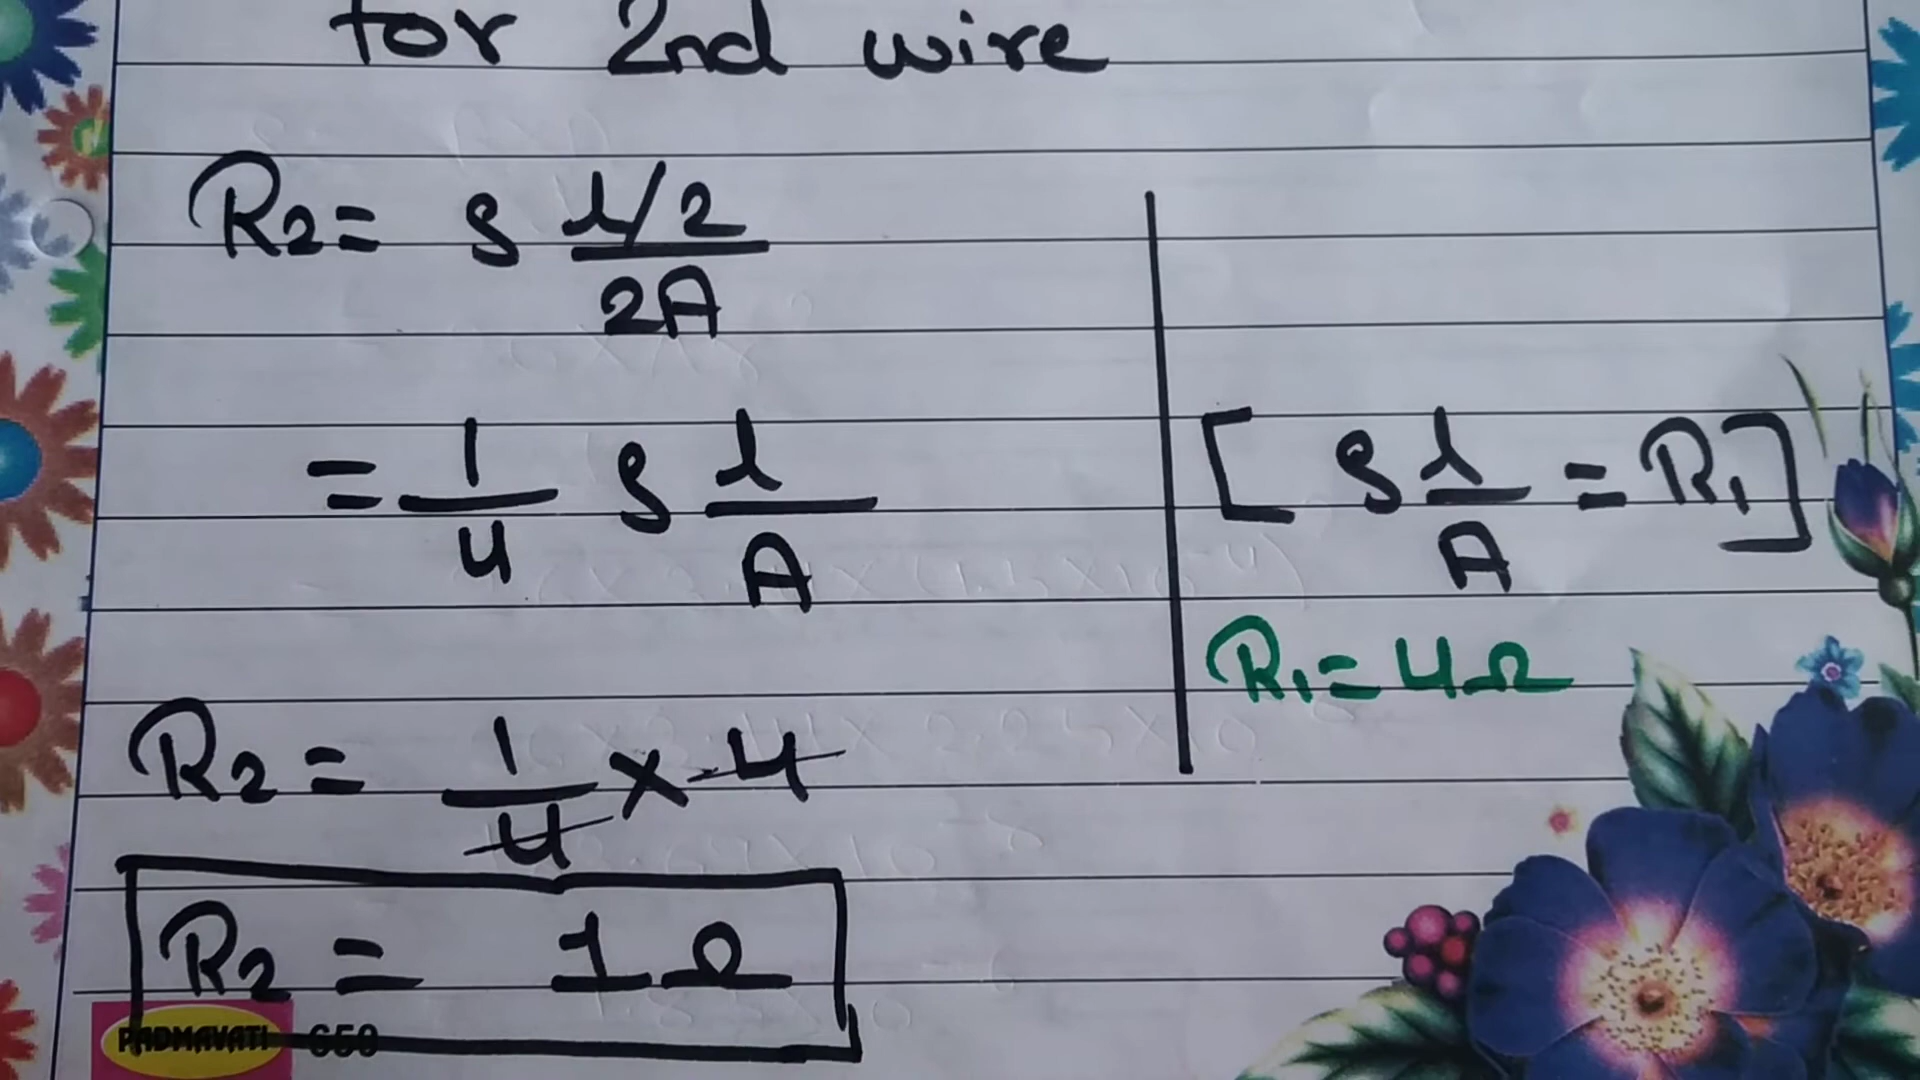 for 2nd wire
R₂ = ρ (l/2)/(2A)
= 1/4 ρ l/A
[ρ l/A = R₁]
R₁ = 4Ω
R₂ = 1/4 × 4
R₂ = 1Ω
PADMAVATI 650